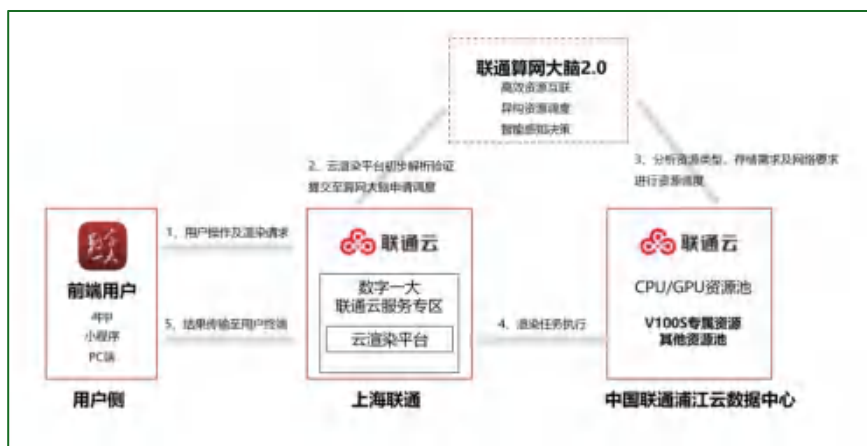 联通算网大脑2.0
高效资源互联
异构资源调度
智能感知决策
2、云渲染平台初步解析验证
提交至算网大脑申请调度
3、分析资源类型、存储需求及网络要求
进行资源调度
1、用户操作及渲染请求
前端用户
app
小程序
PC端
用户侧
5、结果传输至用户终端
联通云
数字一大
联通云服务专区
云渲染平台
上海联通
4、渲染任务执行
联通云
CPU/GPU资源池
V100S专属资源
其他资源池
中国联通浦江云数据中心